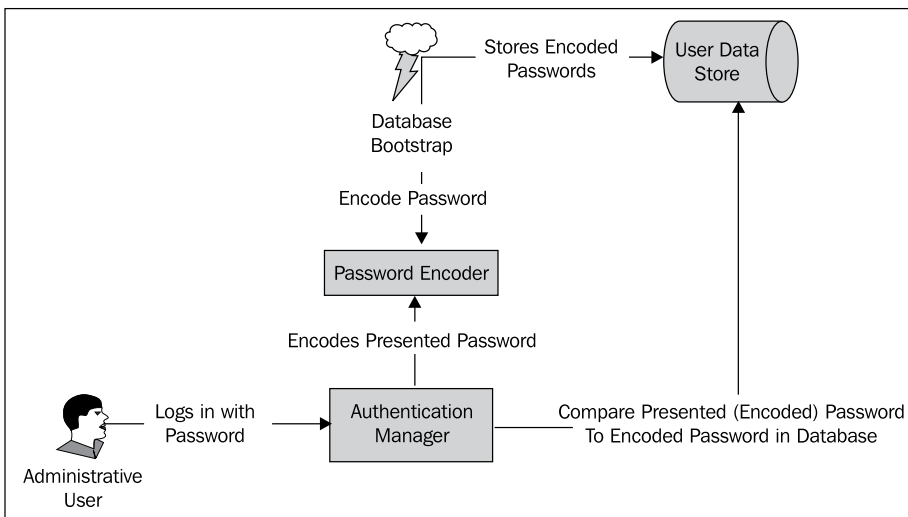 Stores Encoded
Passwords
User Data
Store
Database
Bootstrap
Encode Password
Password Encoder
Encodes Presented Password
Logs in with
Password
Authentication
Manager
Compare Presented (Encoded) Password
To Encoded Password in Database
Administrative
User